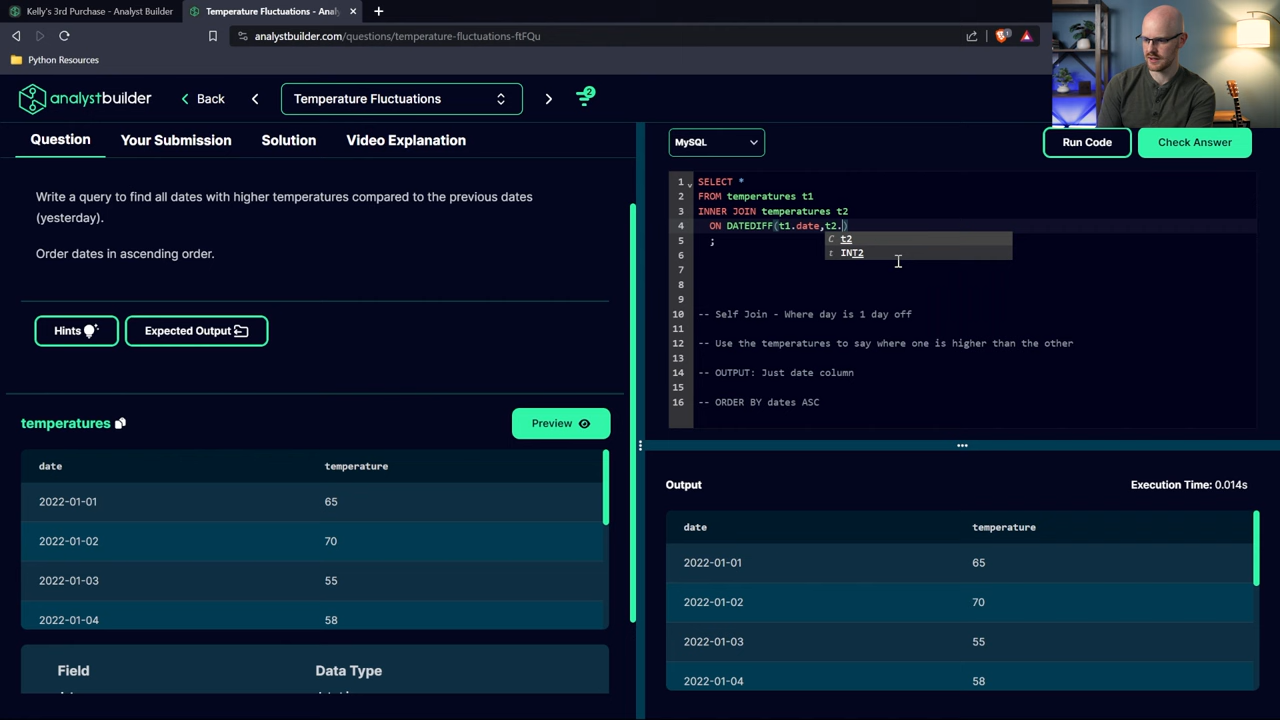 Kelly's 3rd Purchase - Analyst Builder
Temperature Fluctuations - Anal
analystbuilder.com/questions/temperature-fluctuations-ftFQu
Python Resources
analystbuilder
Back
Temperature Fluctuations
2
Question
Your Submission
Solution
Video Explanation
MySQL
Run Code
Check Answer
Write a query to find all dates with higher temperatures compared to the previous dates
(yesterday).
Order dates in ascending order.
Hints
Expected Output
1 SELECT *
2 FROM temperatures t1
3 INNER JOIN temperatures t2
4 ON DATEDIFF(t1.date,t2.)
C t2
t INT2
5 ;
6
7
8
9
10 -- Self Join - Where day is 1 day off
11
12 -- Use the temperatures to say where one is higher than the other
13
14 -- OUTPUT: Just date column
15
16 -- ORDER BY dates ASC
temperatures
Preview
date temperature
2022-01-01 65
2022-01-02 70
2022-01-03 55
2022-01-04 58
Field Data Type
Output
Execution Time: 0.014s
date temperature
2022-01-01 65
2022-01-02 70
2022-01-03 55
2022-01-04 58